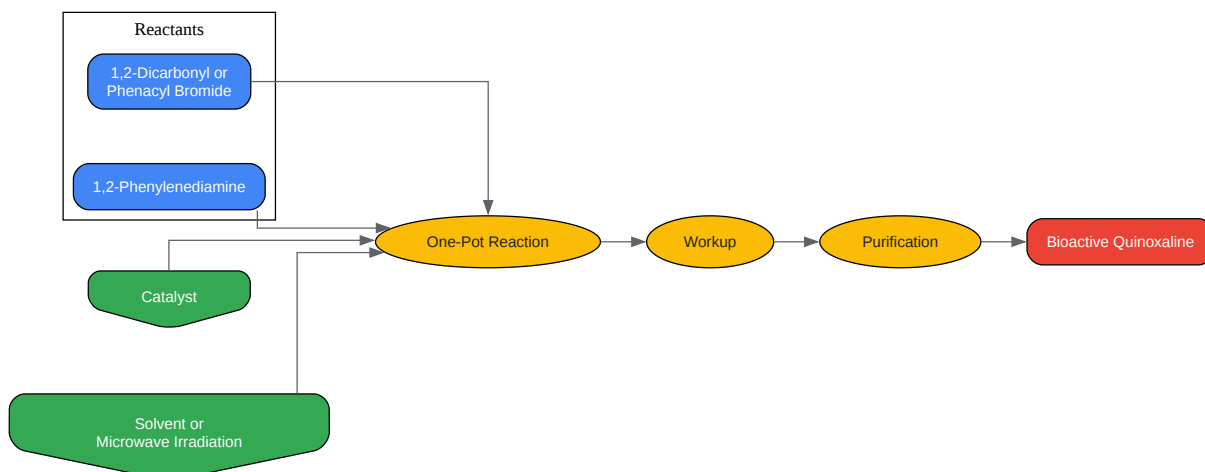 Reactants
1,2-Dicarbonyl or
Phenacyl Bromide
1,2-Phenylenediamine
One-Pot Reaction
Workup
Purification
Bioactive Quinoxaline
Catalyst
Solvent or
Microwave Irradiation